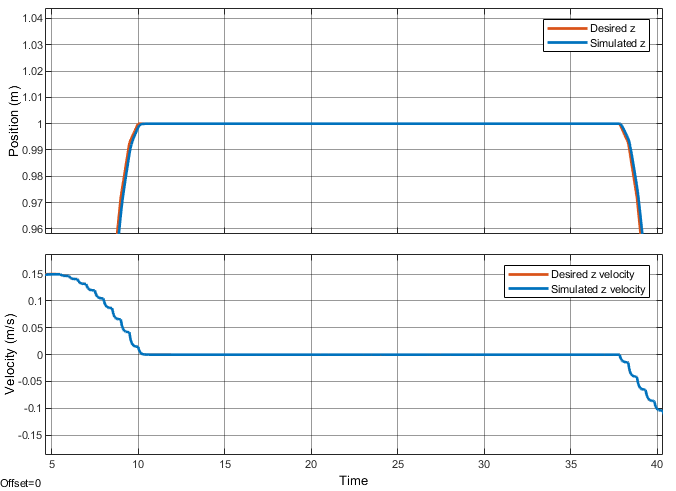 1.04
1.03
1.02
1.01
1
0.99
0.98
0.97
0.96
Position (m)
Desired z
Simulated z
0.15
0.1
0.05
0
-0.05
-0.1
-0.15
Velocity (m/s)
Desired z velocity
Simulated z velocity
5 10 15 20 25 30 35 40
Time
Offset=0